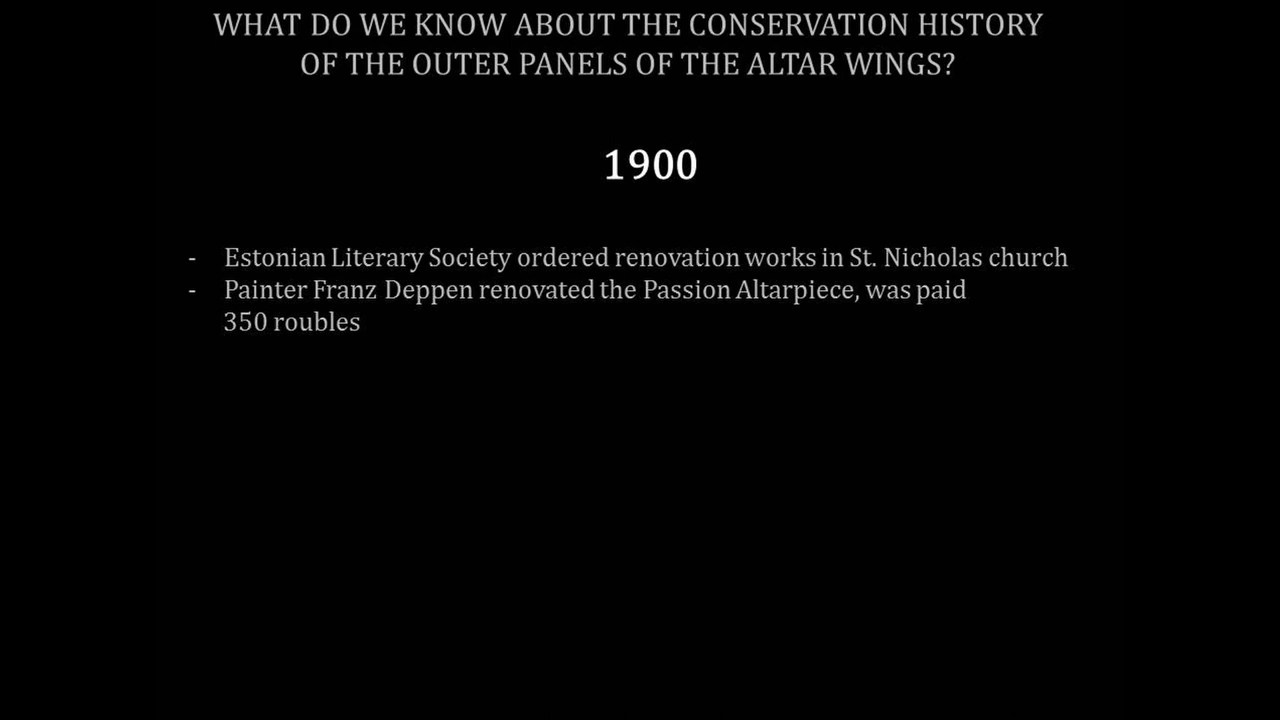 WHAT DO WE KNOW ABOUT THE CONSERVATION HISTORY
OF THE OUTER PANELS OF THE ALTAR WINGS?
1900
- Estonian Literary Society ordered renovation works in St. Nicholas church
- Painter Franz Deppen renovated the Passion Altarpiece, was paid
350 roubles